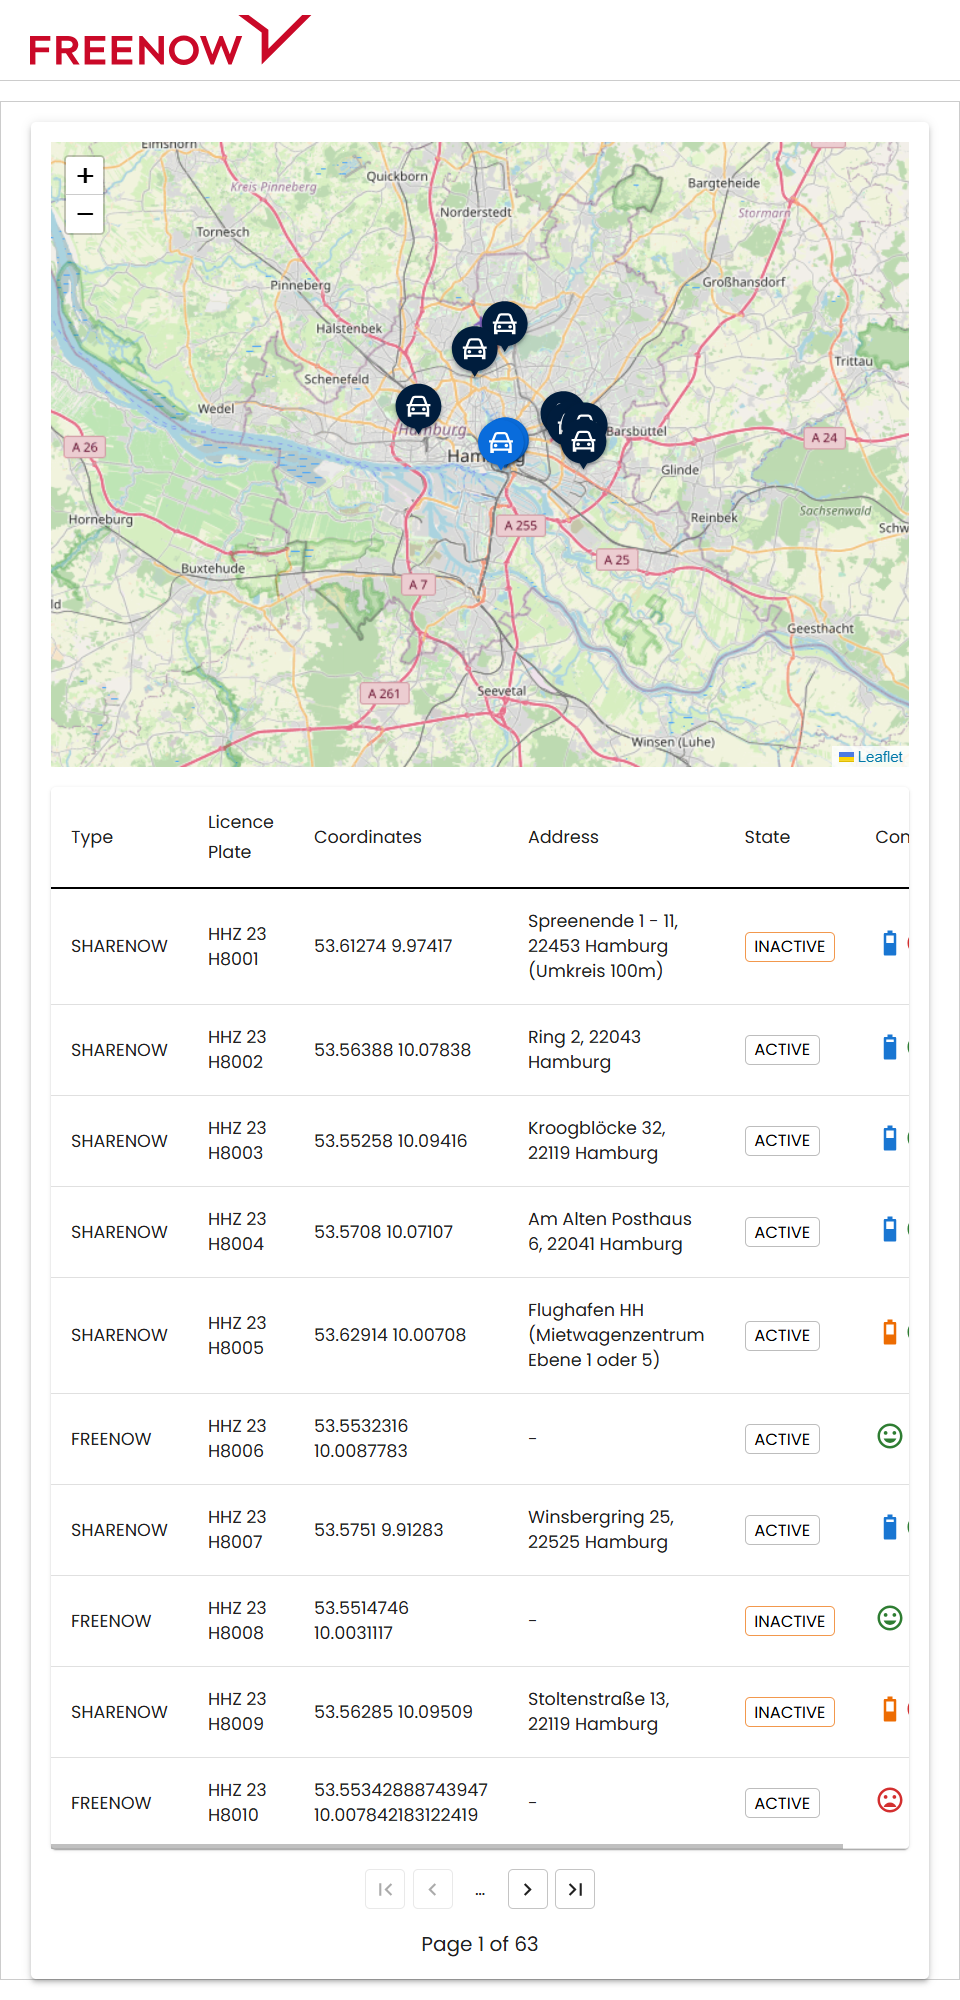 FREENOW
+
−
Elmshorn
Kreis Pinneberg
Quickborn
Bargteheide
Norderstedt
Stormarn
Tornesch
Pinneberg
Großhansdorf
Halstenbek
Trittau
Schenefeld
Wedel
Hamburg
Barsbüttel
A 26
A 24
Ham g
Glinde
Horneburg
A 255
Reinbek
Sachsenwald
Schw
A 25
Buxtehude
A 7
ld
Geesthacht
A 261
Seevetal
Winsen (Luhe)
Leaflet
Type
Licence
Plate
Coordinates
Address
State
Con
SHARENOW
HHZ 23
H8001
53.61274 9.97417
Spreenende 1 - 11,
22453 Hamburg
(Umkreis 100m)
INACTIVE
SHARENOW
HHZ 23
H8002
53.56388 10.07838
Ring 2, 22043
Hamburg
ACTIVE
SHARENOW
HHZ 23
H8003
53.55258 10.09416
Kroogblöcke 32,
22119 Hamburg
ACTIVE
SHARENOW
HHZ 23
H8004
53.5708 10.07107
Am Alten Posthaus
6, 22041 Hamburg
ACTIVE
SHARENOW
HHZ 23
H8005
53.62914 10.00708
Flughafen HH
(Mietwagenzentrum
Ebene 1 oder 5)
ACTIVE
FREENOW
HHZ 23
H8006
53.5532316
10.0087783
-
ACTIVE
SHARENOW
HHZ 23
H8007
53.5751 9.91283
Winsbergring 25,
22525 Hamburg
ACTIVE
FREENOW
HHZ 23
H8008
53.5514746
10.0031117
-
INACTIVE
SHARENOW
HHZ 23
H8009
53.56285 10.09509
Stoltenstraße 13,
22119 Hamburg
INACTIVE
FREENOW
HHZ 23
H8010
53.55342888743947
10.007842183122419
-
ACTIVE
...
Page 1 of 63